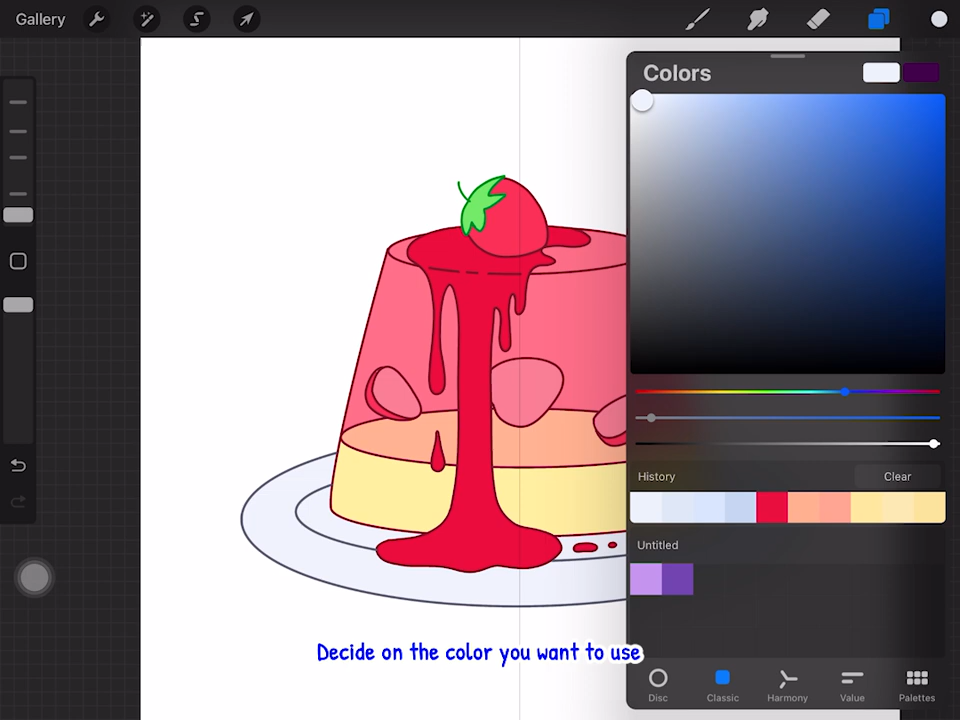 Gallery
Colors
History
Clear
Untitled
Decide on the color you want to use
Disc
Classic
Harmony
Value
Palettes